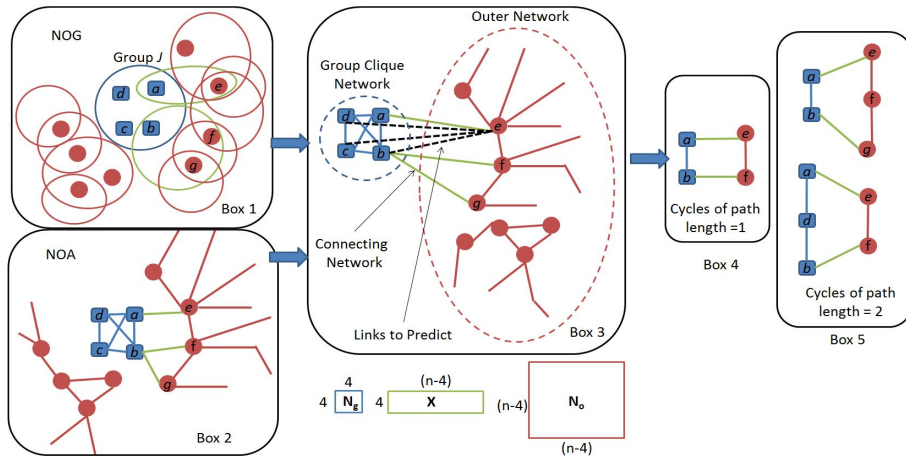 NOG
Group J
d
a
c
b
e
f
g
Box 1
NOA
d
a
c
b
e
f
g
Box 2
Outer Network
Group Clique
Network
d
a
c
b
e
f
g
Connecting
Network
Links to Predict
Box 3
4
4
Ng
(n-4)
4
X
(n-4)
No
(n-4)
a
e
b
f
Cycles of path
length =1
Box 4
e
a
f
b
g
a
e
d
f
b
Cycles of path
length = 2
Box 5